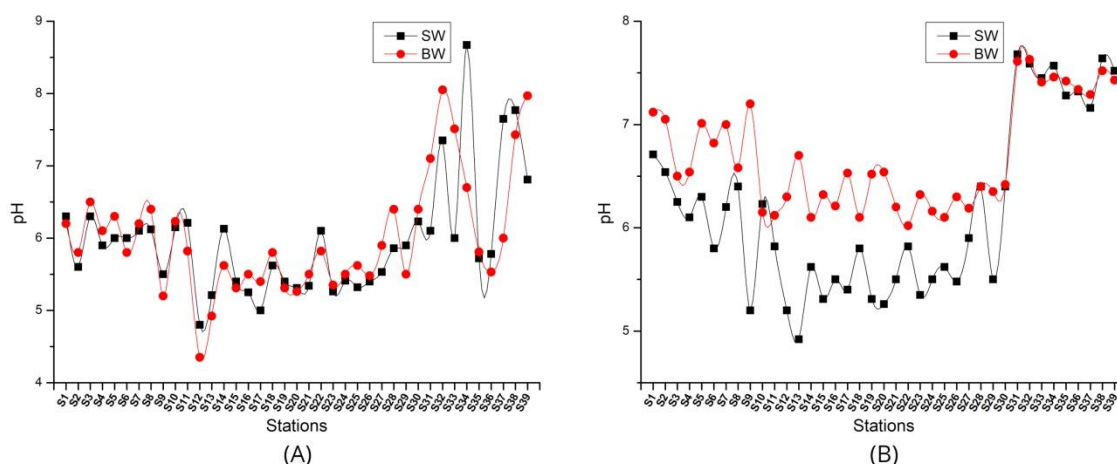 9
8
7
6
5
4
pH
SW
BW
S1
S2
S3
S4
S5
S6
S7
S8
S9
S10
S11
S12
S13
S14
S15
S16
S17
S18
S19
S20
S21
S22
S23
S24
S25
S26
S27
S28
S29
S30
S31
S32
S33
S34
S35
S36
S37
S38
S39
Stations
(A)
8
7
6
5
pH
SW
BW
S1
S2
S3
S4
S5
S6
S7
S8
S9
S10
S11
S12
S13
S14
S15
S16
S17
S18
S19
S20
S21
S22
S23
S24
S25
S26
S27
S28
S29
S30
S31
S32
S33
S34
S35
S36
S37
S38
S39
Stations
(B)